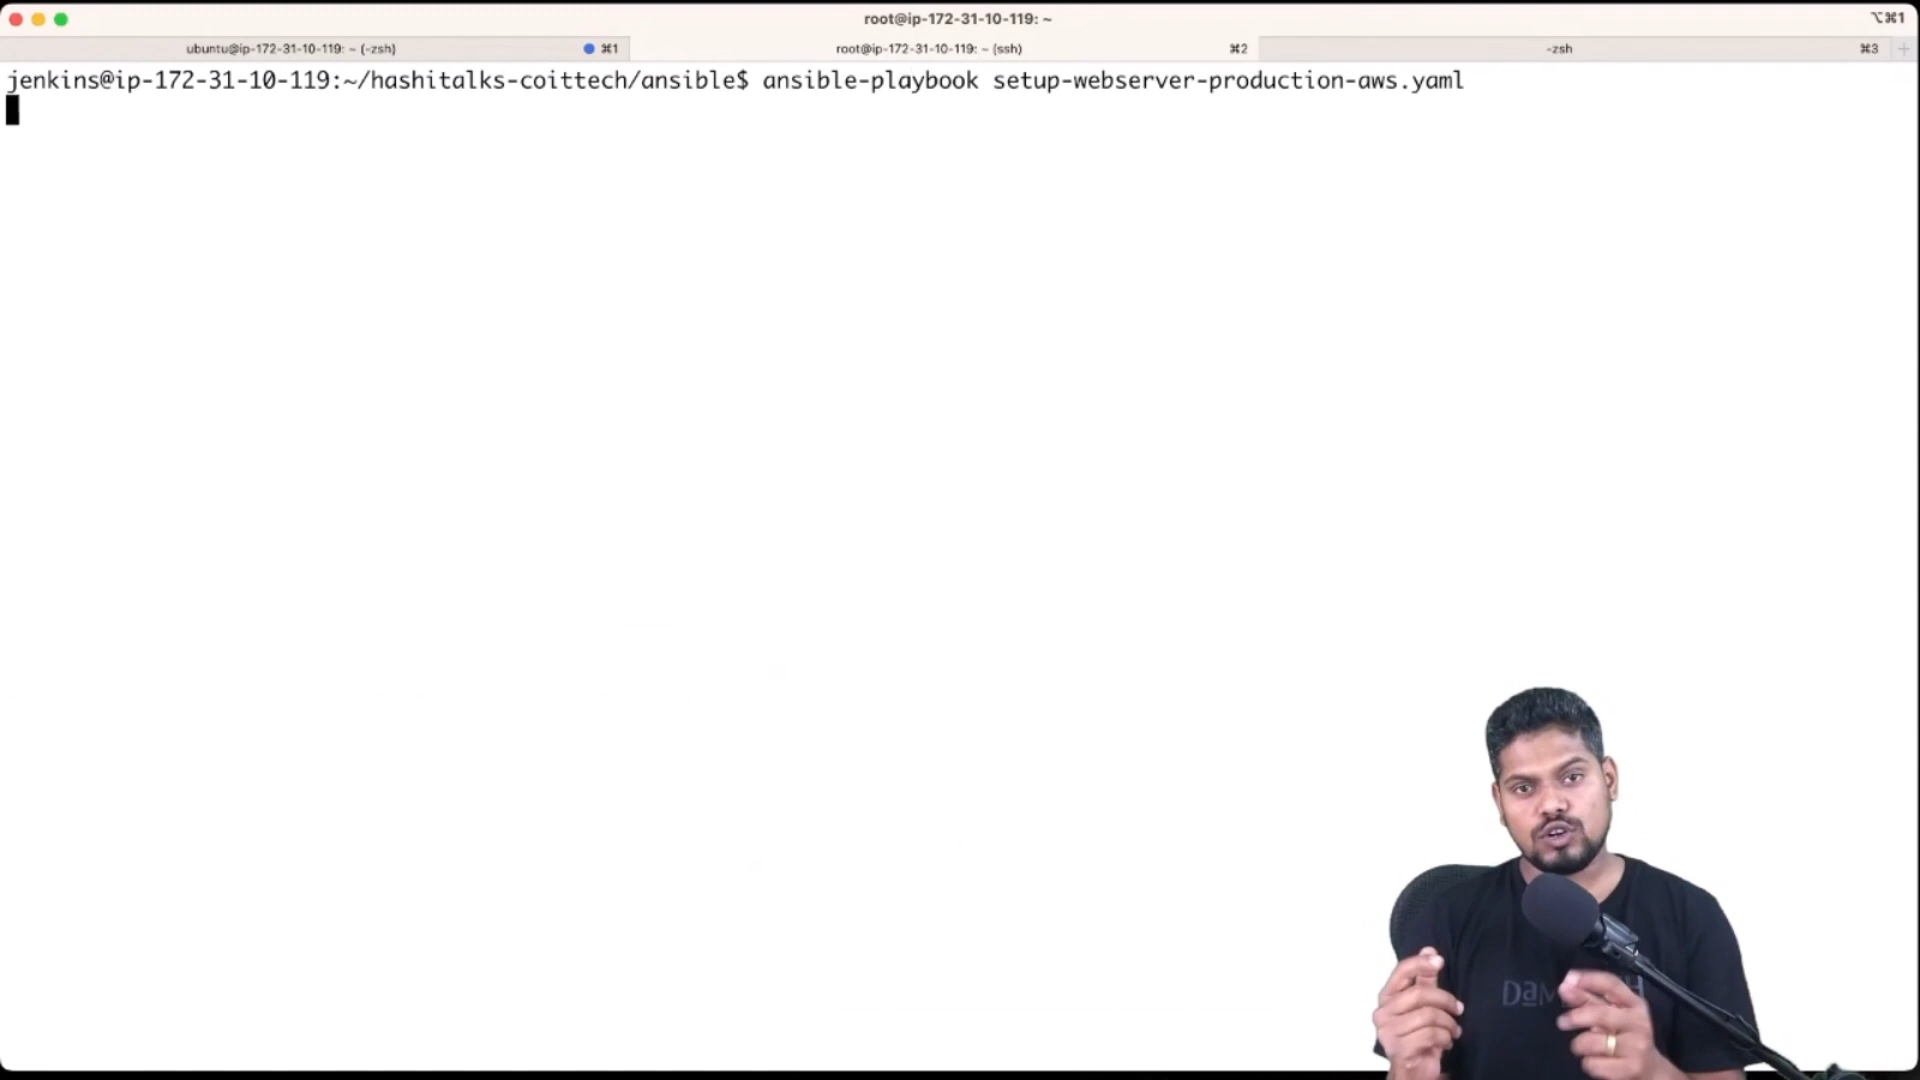 root@ip-172-31-10-119: ~
⌥⌘1
ubuntu@ip-172-31-10-119: ~ (-zsh)
⌘1
root@ip-172-31-10-119: ~ (ssh)
⌘2
-zsh
⌘3
jenkins@ip-172-31-10-119:~/hashitalks-coittech/ansible$ ansible-playbook setup-webserver-production-aws.yaml